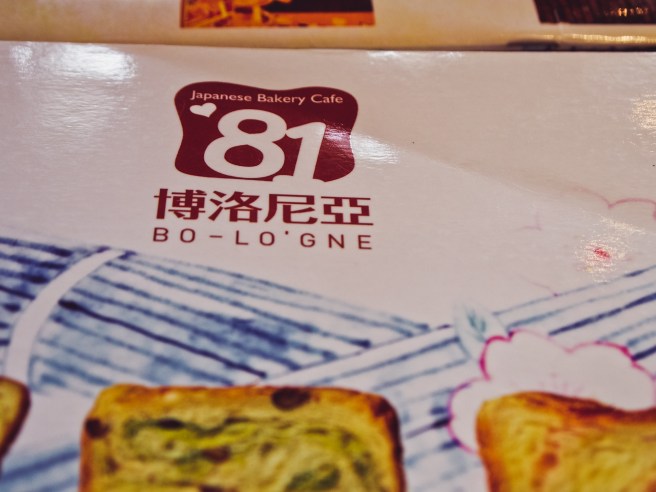 Japanese Bakery Cafe
'81
博洛尼亞
BO-LO'GNE